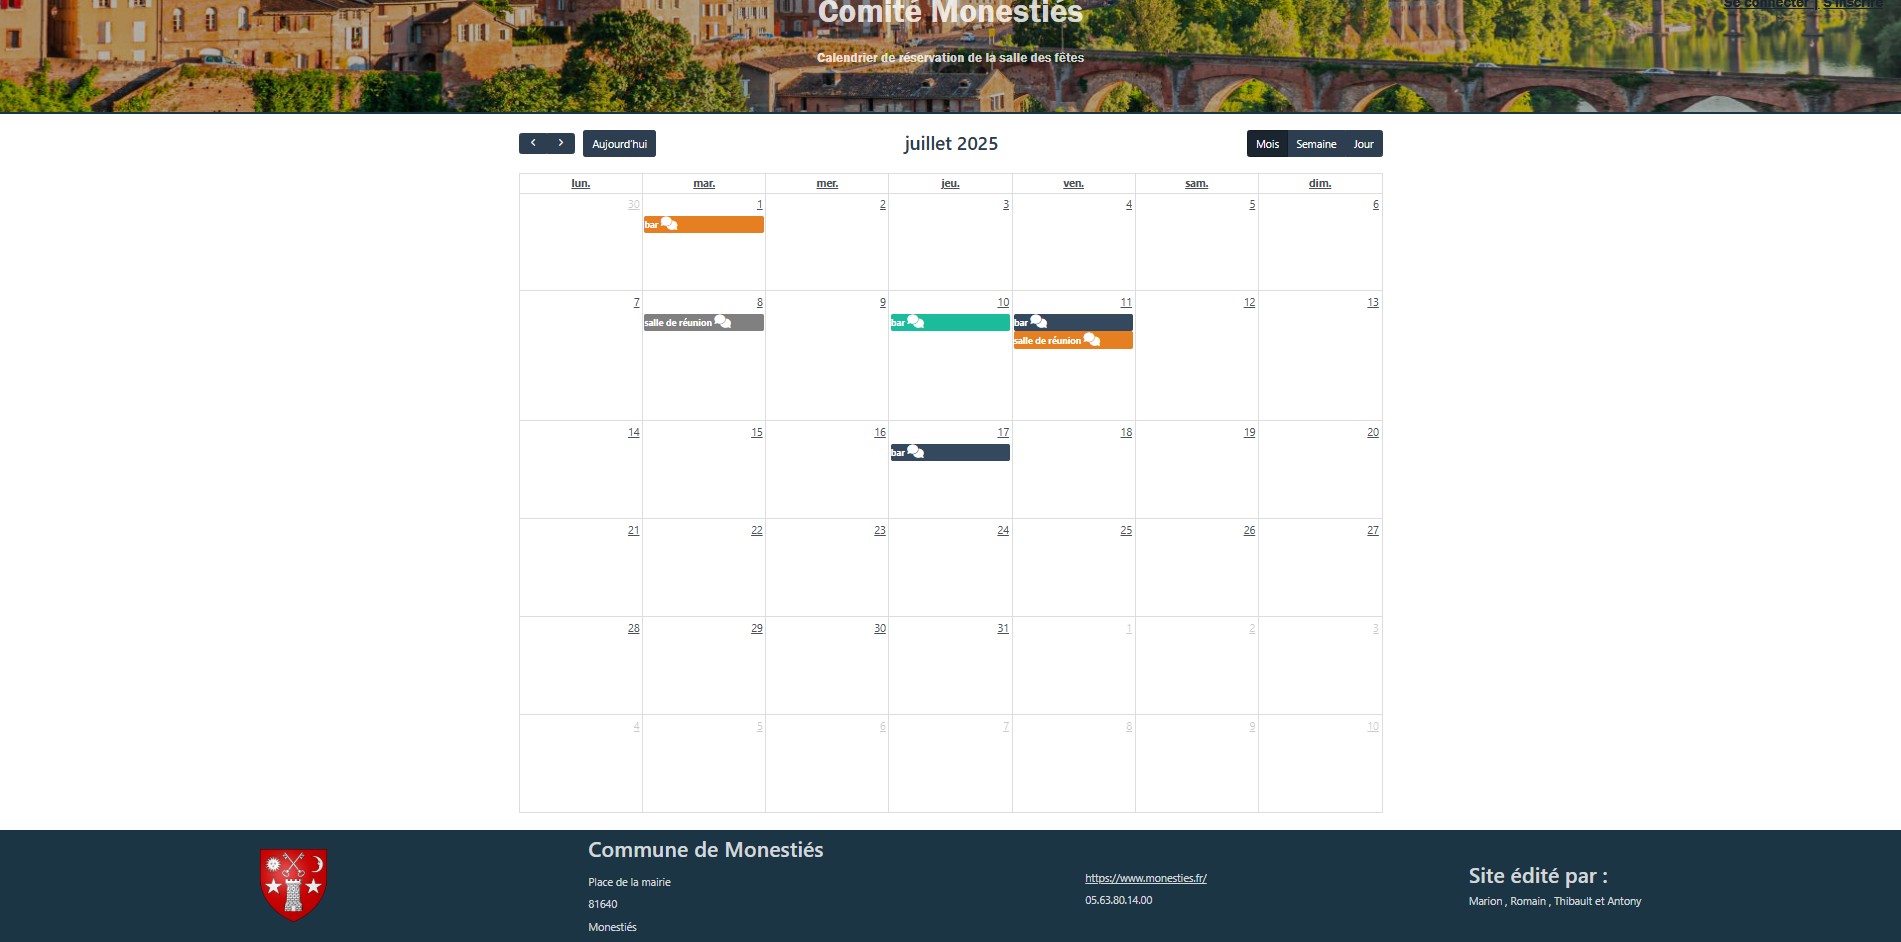 Comité Monestiés
Se connecter | S'inscrire
Calendrier de réservation de la salle des fêtes
Aujourd'hui
juillet 2025
Mois Semaine Jour
lun. mar. mer. jeu. ven. sam. dim.
30 1 2 3 4 5 6
bar
7 8 9 10 11 12 13
salle de réunion bar bar
salle de réunion
14 15 16 17 18 19 20
bar
21 22 23 24 25 26 27
28 29 30 31 1 2 3
4 5 6 7 8 9 10
Commune de Monestiés
Place de la mairie
81640
Monestiés
https://www.monesties.fr/
05.63.80.14.00
Site édité par :
Marion , Romain , Thibault et Antony